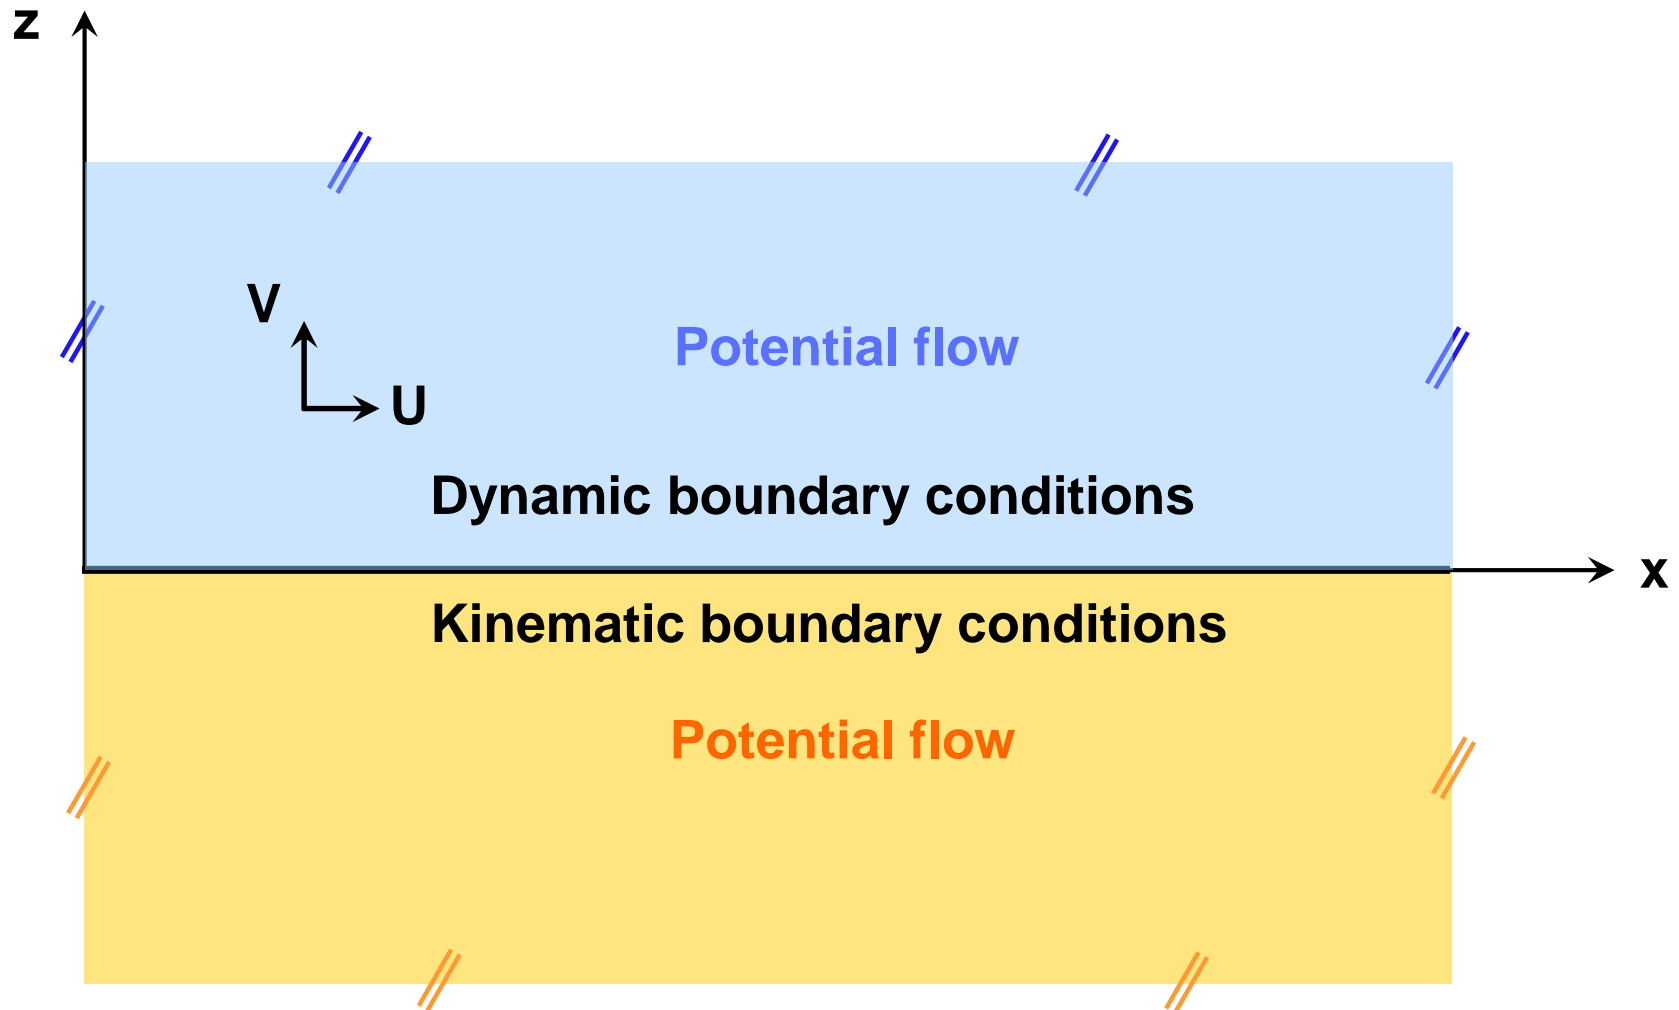 z
V
Potential flow
U
Dynamic boundary conditions
x
Kinematic boundary conditions
Potential flow